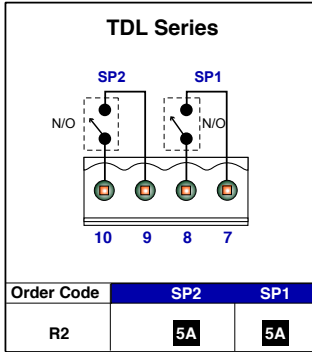 TDL Series
SP2 SP1
N/O N/O
10 9 8 7
Order Code SP2 SP1
R2 5A 5A